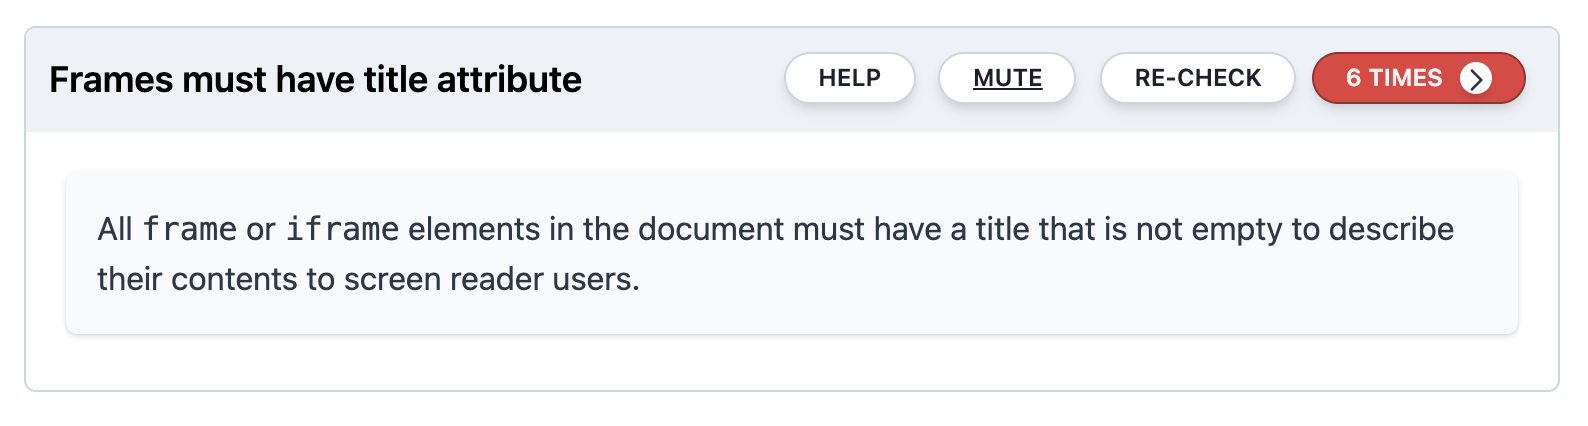 Frames must have title attribute
HELP
MUTE
RE-CHECK
6 TIMES
All frame or iframe elements in the document must have a title that is not empty to describe
their contents to screen reader users.